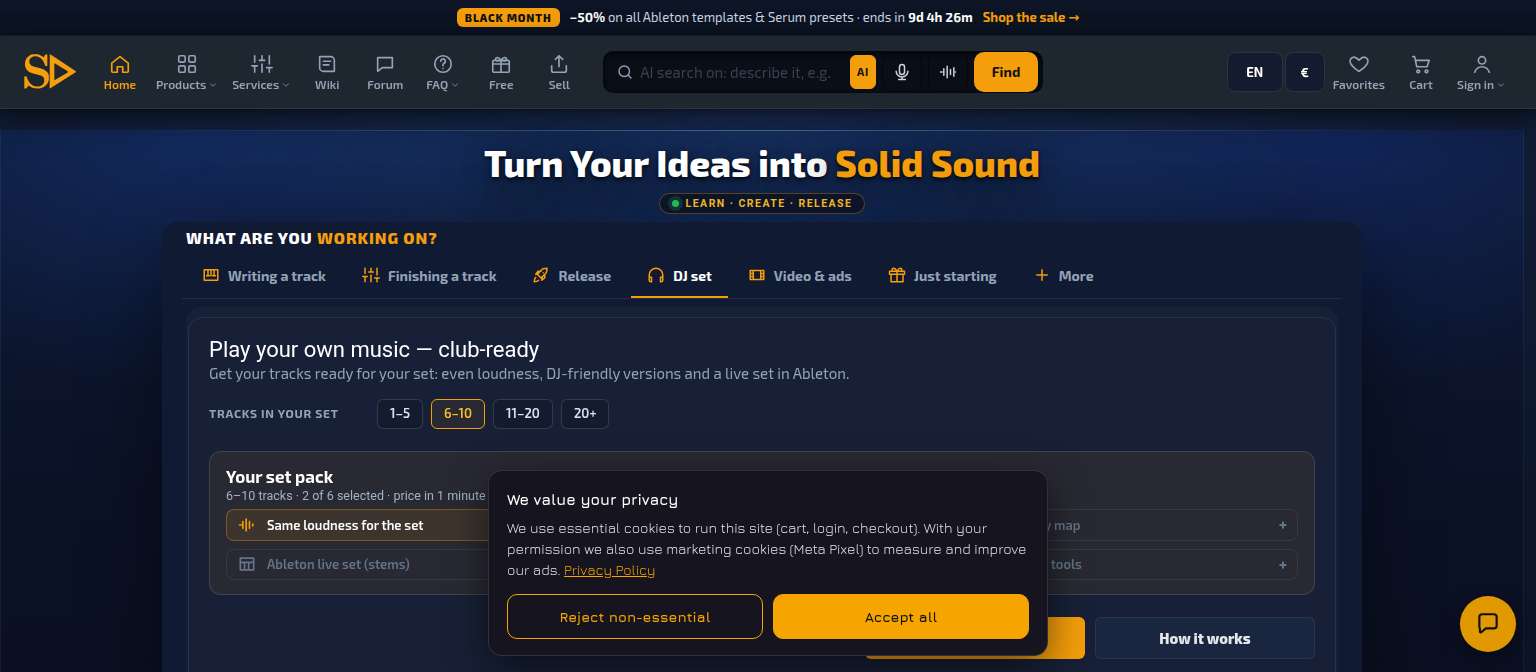 BLACK MONTH −50% on all Ableton templates & Serum presets · ends in 9d 4h 26m Shop the sale →
Home Products Services Wiki Forum FAQ Free Sell
AI search on: describe it, e.g. AI Find
EN € Favorites Cart Sign in
Turn Your Ideas into Solid Sound
LEARN · CREATE · RELEASE
WHAT ARE YOU WORKING ON?
Writing a track Finishing a track Release DJ set Video & ads Just starting More
Play your own music — club-ready
Get your tracks ready for your set: even loudness, DJ-friendly versions and a live set in Ableton.
TRACKS IN YOUR SET 1–5 6–10 11–20 20+
Your set pack
6–10 tracks · 2 of 6 selected · price in 1 minute
Same loudness for the set
map +
Ableton live set (stems)
tools +
We value your privacy
We use essential cookies to run this site (cart, login, checkout). With your
permission we also use marketing cookies (Meta Pixel) to measure and improve
our ads. Privacy Policy
Reject non-essential Accept all
How it works